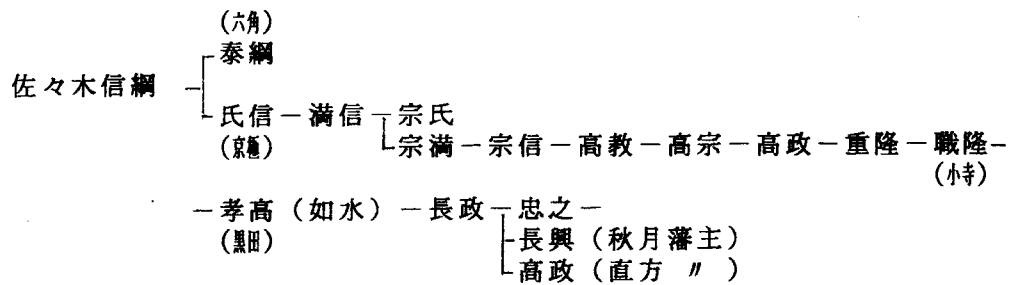 (六角)
泰綱
佐々木信綱
氏信－満信－宗氏
(京極)
宗満－宗信－高教－高宗－高政－重隆－職隆－
(小寺)
－孝高（如水）－長政－忠之－
(黒田)
長興（秋月藩主）
高政（直方 〃 ）